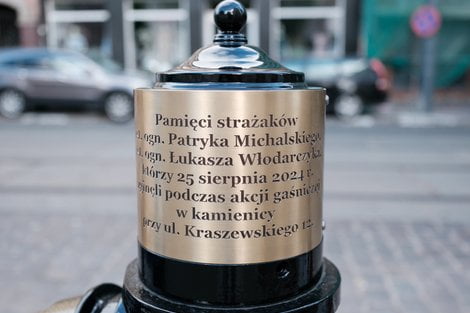 Pamięci strażaków
ogn. Patryka Michalskiego,
ogn. Łukasza Włodarczyka,
którzy 25 sierpnia 2024 r.
zginęli podczas akcji gaśniczej
w kamienicy
przy ul. Kraszewskiego 12.